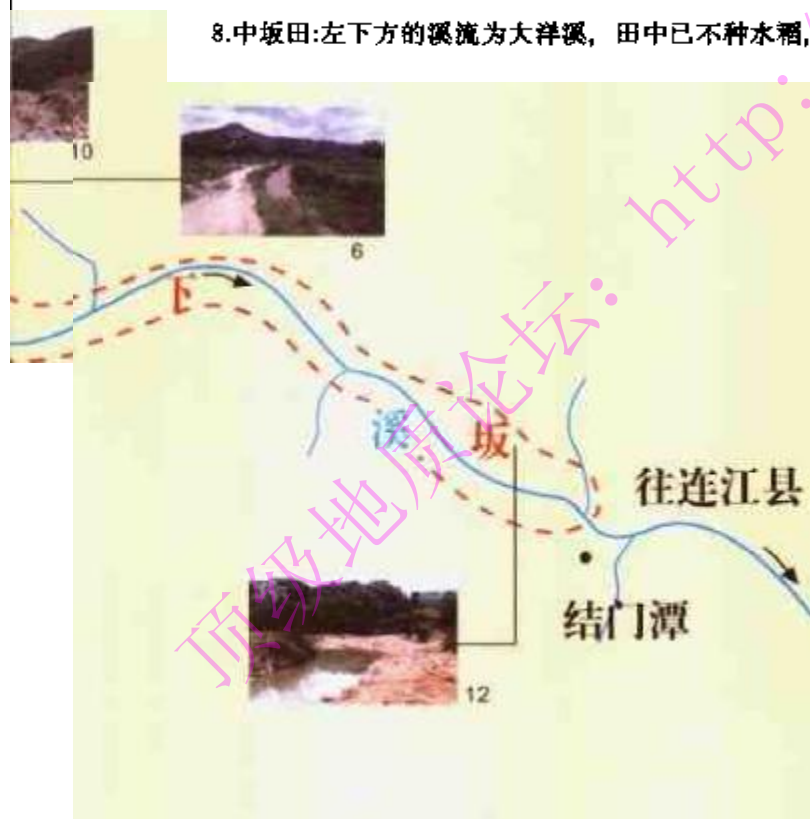 8.中坂田:左下方的溪流为大洋溪, 田中已不种水稻,
10
6
下
溪 坂
往连江县
结门潭
12
顶级地质论坛: http: